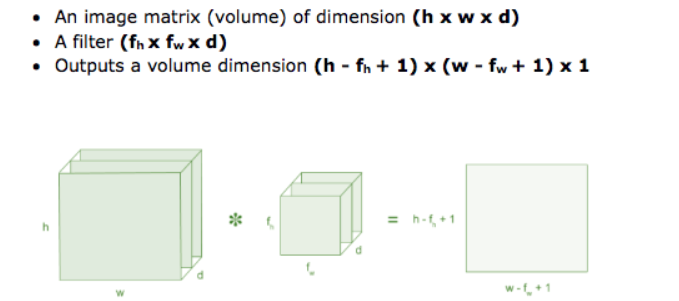 • An image matrix (volume) of dimension (h x w x d)
• A filter (fₕ x fw x d)
• Outputs a volume dimension (h - fₕ + 1) x (w - fw + 1) x 1
h
w
d
*
fₕ
fw
d
= h-fₕ+1
w-fw+1